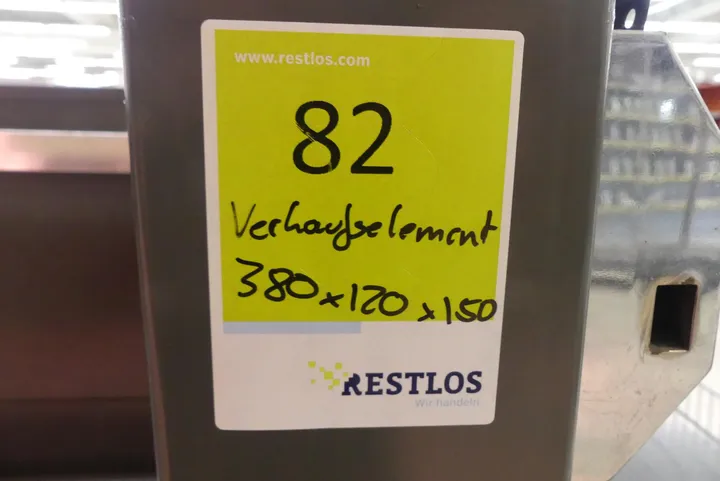 www.restlos.com
82
Verkaufselement
380x120x150
RESTLOS
Wir handeln.